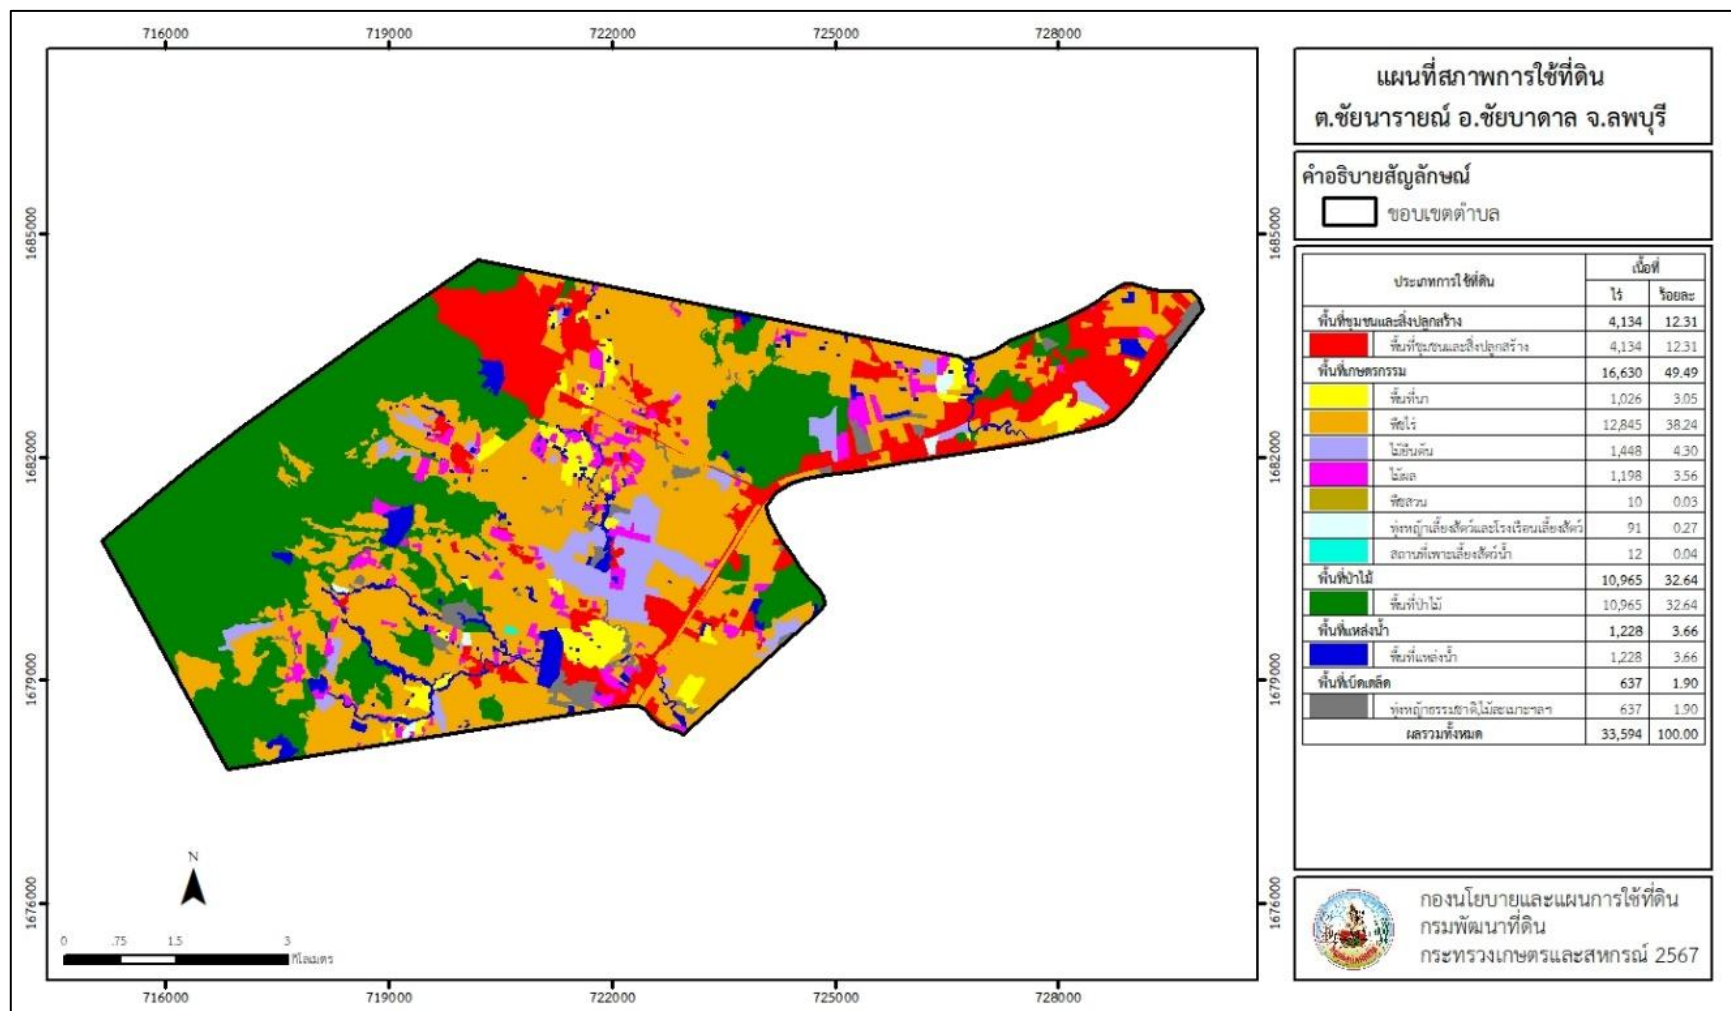 716000 719000 722000 725000 728000
แผนที่สภาพการใช้ที่ดิน
ต.ชัยนารายณ์ อ.ชัยบาดาล จ.ลพบุรี
คำอธิบายสัญลักษณ์
ขอบเขตตำบล
1685000 1685000
1682000 1682000
1679000 1679000
1676000 1676000
ประเภทการใช้ที่ดิน เนื้อที่
ไร่ ร้อยละ
พื้นที่ชุมชนและสิ่งปลูกสร้าง 4,134 12.31
พื้นที่ชุมชนและสิ่งปลูกสร้าง 4,134 12.31
พื้นที่เกษตรกรรม 16,630 49.49
พื้นที่นา 1,026 3.05
พืชไร่ 12,845 38.24
ไม้ยืนต้น 1,448 4.30
ไม้ผล 1,198 3.56
พืชสวน 10 0.03
ทุ่งหญ้าเลี้ยงสัตว์และโรงเรือนเลี้ยงสัตว์ 91 0.27
สถานที่เพาะเลี้ยงสัตว์น้ำ 12 0.04
พื้นที่ป่าไม้ 10,965 32.64
พื้นที่ป่าไม้ 10,965 32.64
พื้นที่แหล่งน้ำ 1,228 3.66
พื้นที่แหล่งน้ำ 1,228 3.66
พื้นที่เบ็ดเตล็ด 637 1.90
ทุ่งหญ้าธรรมชาติ,ไม้ละเมาะฯลฯ 637 1.90
ผลรวมทั้งหมด 33,594 100.00
N
0 .75 1.5 3
กิโลเมตร
กองนโยบายและแผนการใช้ที่ดิน
กรมพัฒนาที่ดิน
กระทรวงเกษตรและสหกรณ์ 2567
716000 719000 722000 725000 728000